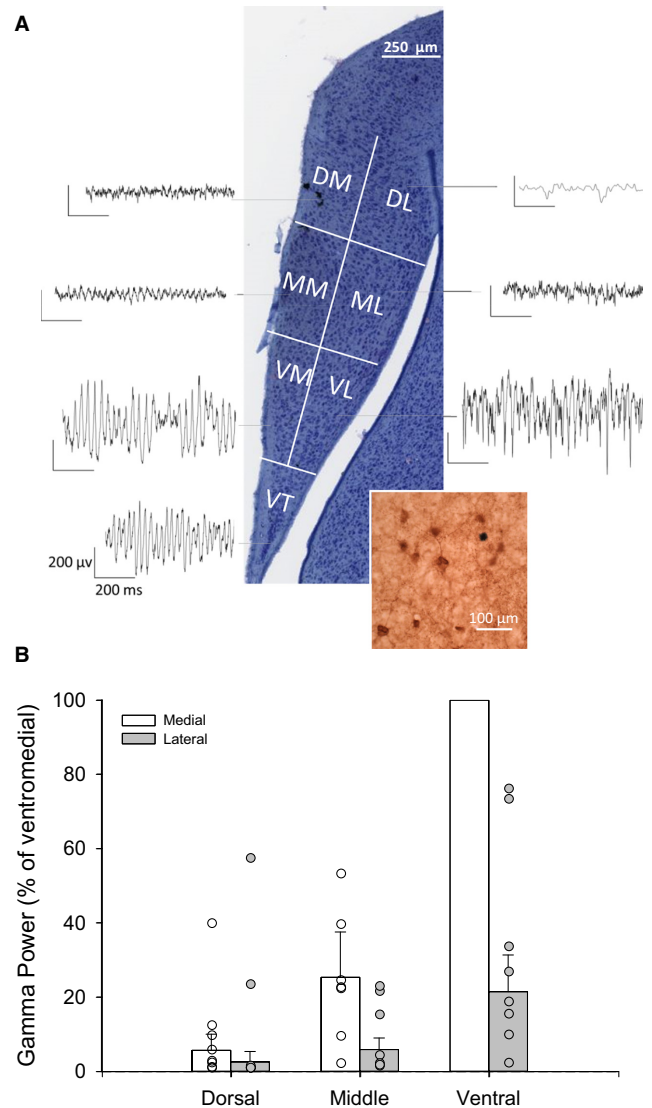 A
250 µm
DM
DL
MM
ML
VM
VL
VT
200 µv
200 ms
100 µm
B
Gamma Power (% of ventromedial)
100
80
60
40
20
0
Medial
Lateral
Dorsal
Middle
Ventral